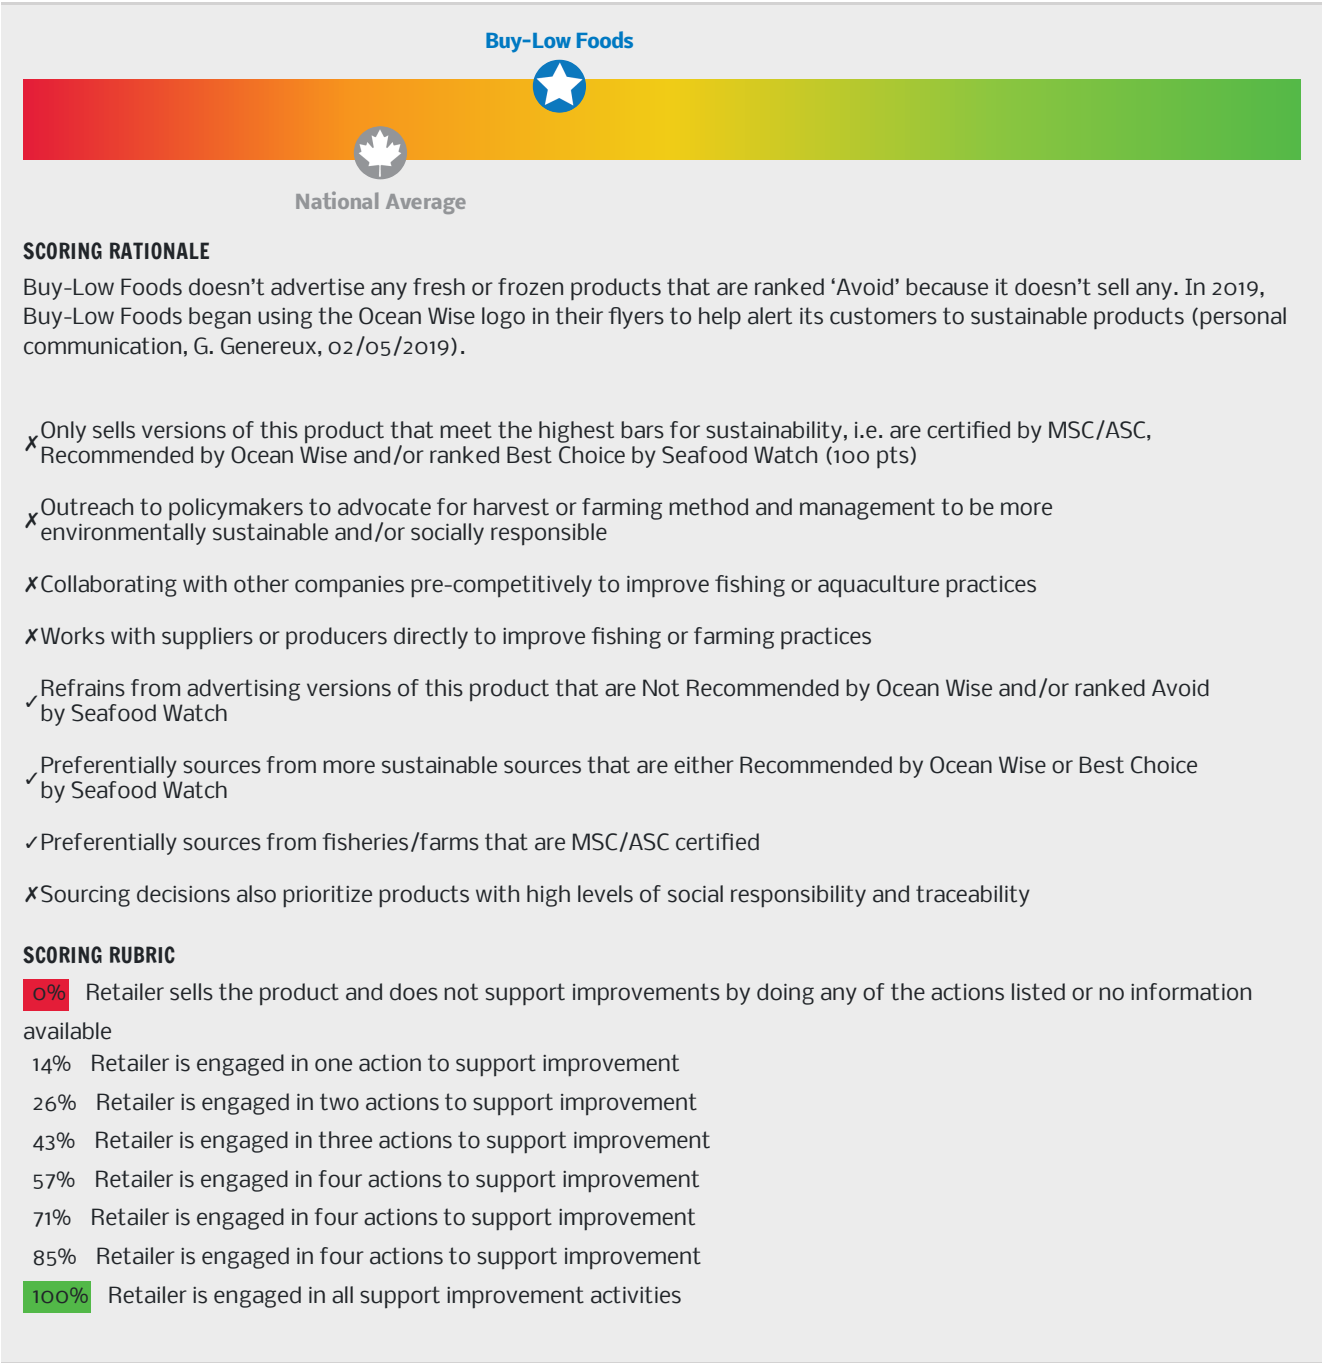 Buy-Low Foods
National Average
SCORING RATIONALE
Buy-Low Foods doesn't advertise any fresh or frozen products that are ranked ‘Avoid’ because it doesn't sell any. In 2019,
Buy-Low Foods began using the Ocean Wise logo in their flyers to help alert its customers to sustainable products (personal
communication, G. Genereux, 02/05/2019).
✗Only sells versions of this product that meet the highest bars for sustainability, i.e. are certified by MSC/ASC,
Recommended by Ocean Wise and/or ranked Best Choice by Seafood Watch (100 pts)
✗Outreach to policymakers to advocate for harvest or farming method and management to be more
environmentally sustainable and/or socially responsible
✗Collaborating with other companies pre-competitively to improve fishing or aquaculture practices
✗Works with suppliers or producers directly to improve fishing or farming practices
✓Refrains from advertising versions of this product that are Not Recommended by Ocean Wise and/or ranked Avoid
by Seafood Watch
✓Preferentially sources from more sustainable sources that are either Recommended by Ocean Wise or Best Choice
by Seafood Watch
✓Preferentially sources from fisheries/farms that are MSC/ASC certified
✗Sourcing decisions also prioritize products with high levels of social responsibility and traceability
SCORING RUBRIC
0% Retailer sells the product and does not support improvements by doing any of the actions listed or no information
available
14% Retailer is engaged in one action to support improvement
26% Retailer is engaged in two actions to support improvement
43% Retailer is engaged in three actions to support improvement
57% Retailer is engaged in four actions to support improvement
71% Retailer is engaged in four actions to support improvement
85% Retailer is engaged in four actions to support improvement
100% Retailer is engaged in all support improvement activities